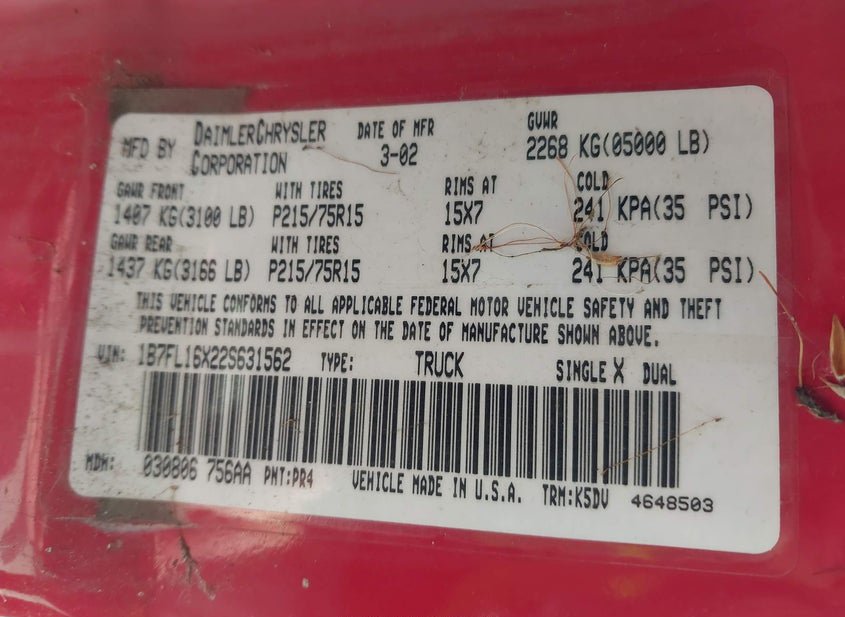 MFD BY DAIMLERCHRYSLER CORPORATION DATE OF MFR 3-02 GVWR 2268 KG(05000 LB)
GAWR FRONT WITH TIRES RIMS AT COLD
1407 KG(3100 LB) P215/75R15 15X7 241 KPA(35 PSI)
GAWR REAR WITH TIRES RIMS AT COLD
1437 KG(3166 LB) P215/75R15 15X7 241 KPA(35 PSI)
THIS VEHICLE CONFORMS TO ALL APPLICABLE FEDERAL MOTOR VEHICLE SAFETY AND THEFT
PREVENTION STANDARDS IN EFFECT ON THE DATE OF MANUFACTURE SHOWN ABOVE.
VIN: 1B7FL16X22S631562 TYPE: TRUCK SINGLE X DUAL
MDH: 030806 756AA PNT:PR4 VEHICLE MADE IN U.S.A. TRM:K5DV 4648503